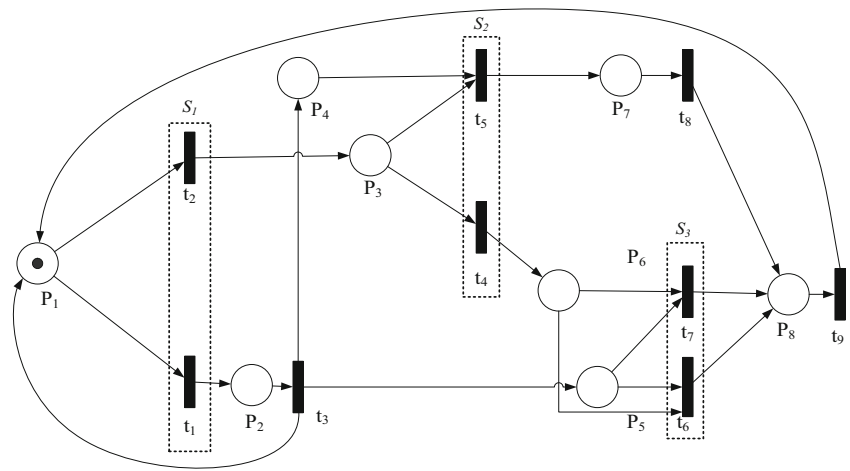 S₂
P₄
S₁
t₅
P₇
t₈
P₃
t₂
S₃
P₆
t₄
P₁
t₇
P₈
t₉
t₁
P₂
t₃
P₅
t₆